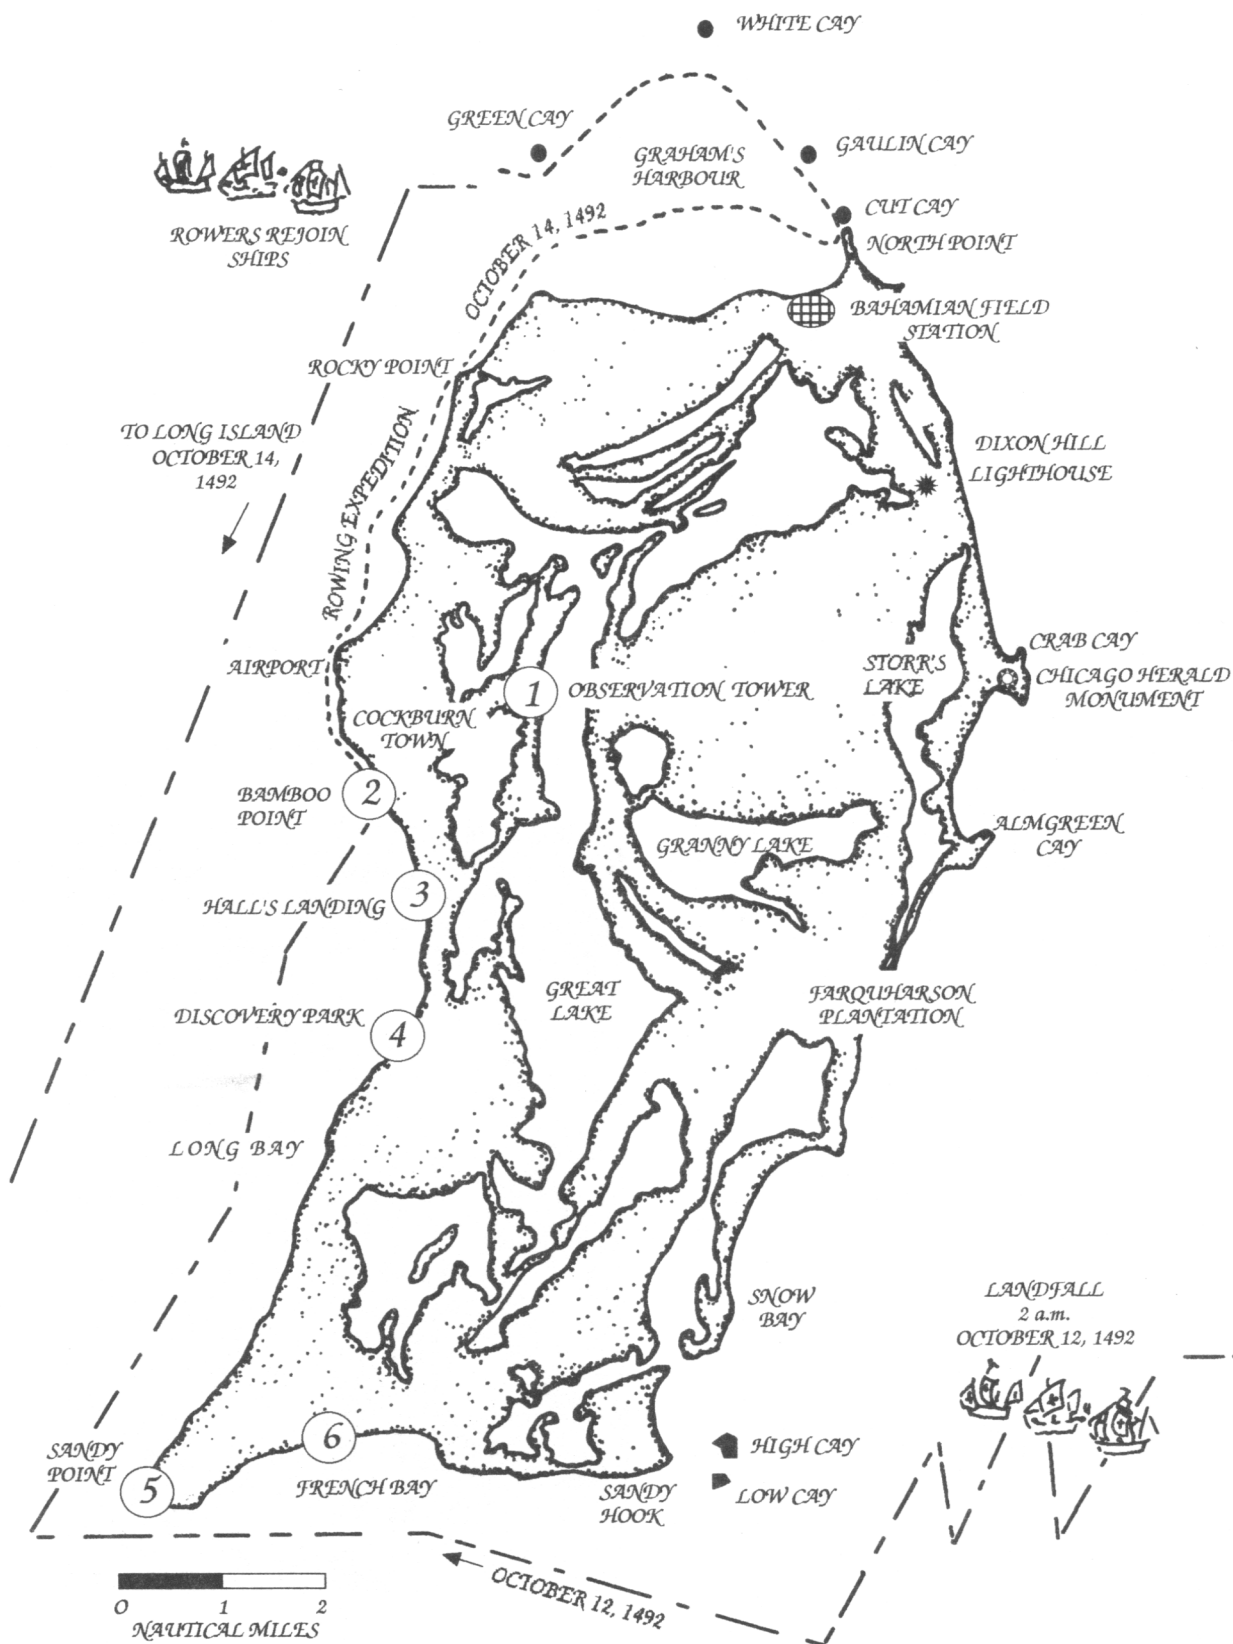 WHITE CAY
GREEN CAY
GRAHAM'S
HARBOUR
GAULIN CAY
CUT CAY
NORTH POINT
ROWERS REJOIN
SHIPS
OCTOBER 14, 1492
BAHAMIAN FIELD
STATION
ROCKY POINT
TO LONG ISLAND
OCTOBER 14,
1492
ROWING EXPEDITION
DIXON HILL
LIGHTHOUSE
AIRPORT
1
OBSERVATION TOWER
STORR'S
LAKE
CRAB CAY
CHICAGO HERALD
MONUMENT
COCKBURN
TOWN
BAMBOO
POINT
2
GRANNY LAKE
ALMGREEN
CAY
HALL'S LANDING
3
GREAT
LAKE
FARQUHARSON
PLANTATION
DISCOVERY PARK
4
LONG BAY
SNOW
BAY
LANDFALL
2 a.m.
OCTOBER 12, 1492
SANDY
POINT
5
6
FRENCH BAY
SANDY
HOOK
HIGH CAY
LOW CAY
OCTOBER 12, 1492
0 1 2
NAUTICAL MILES